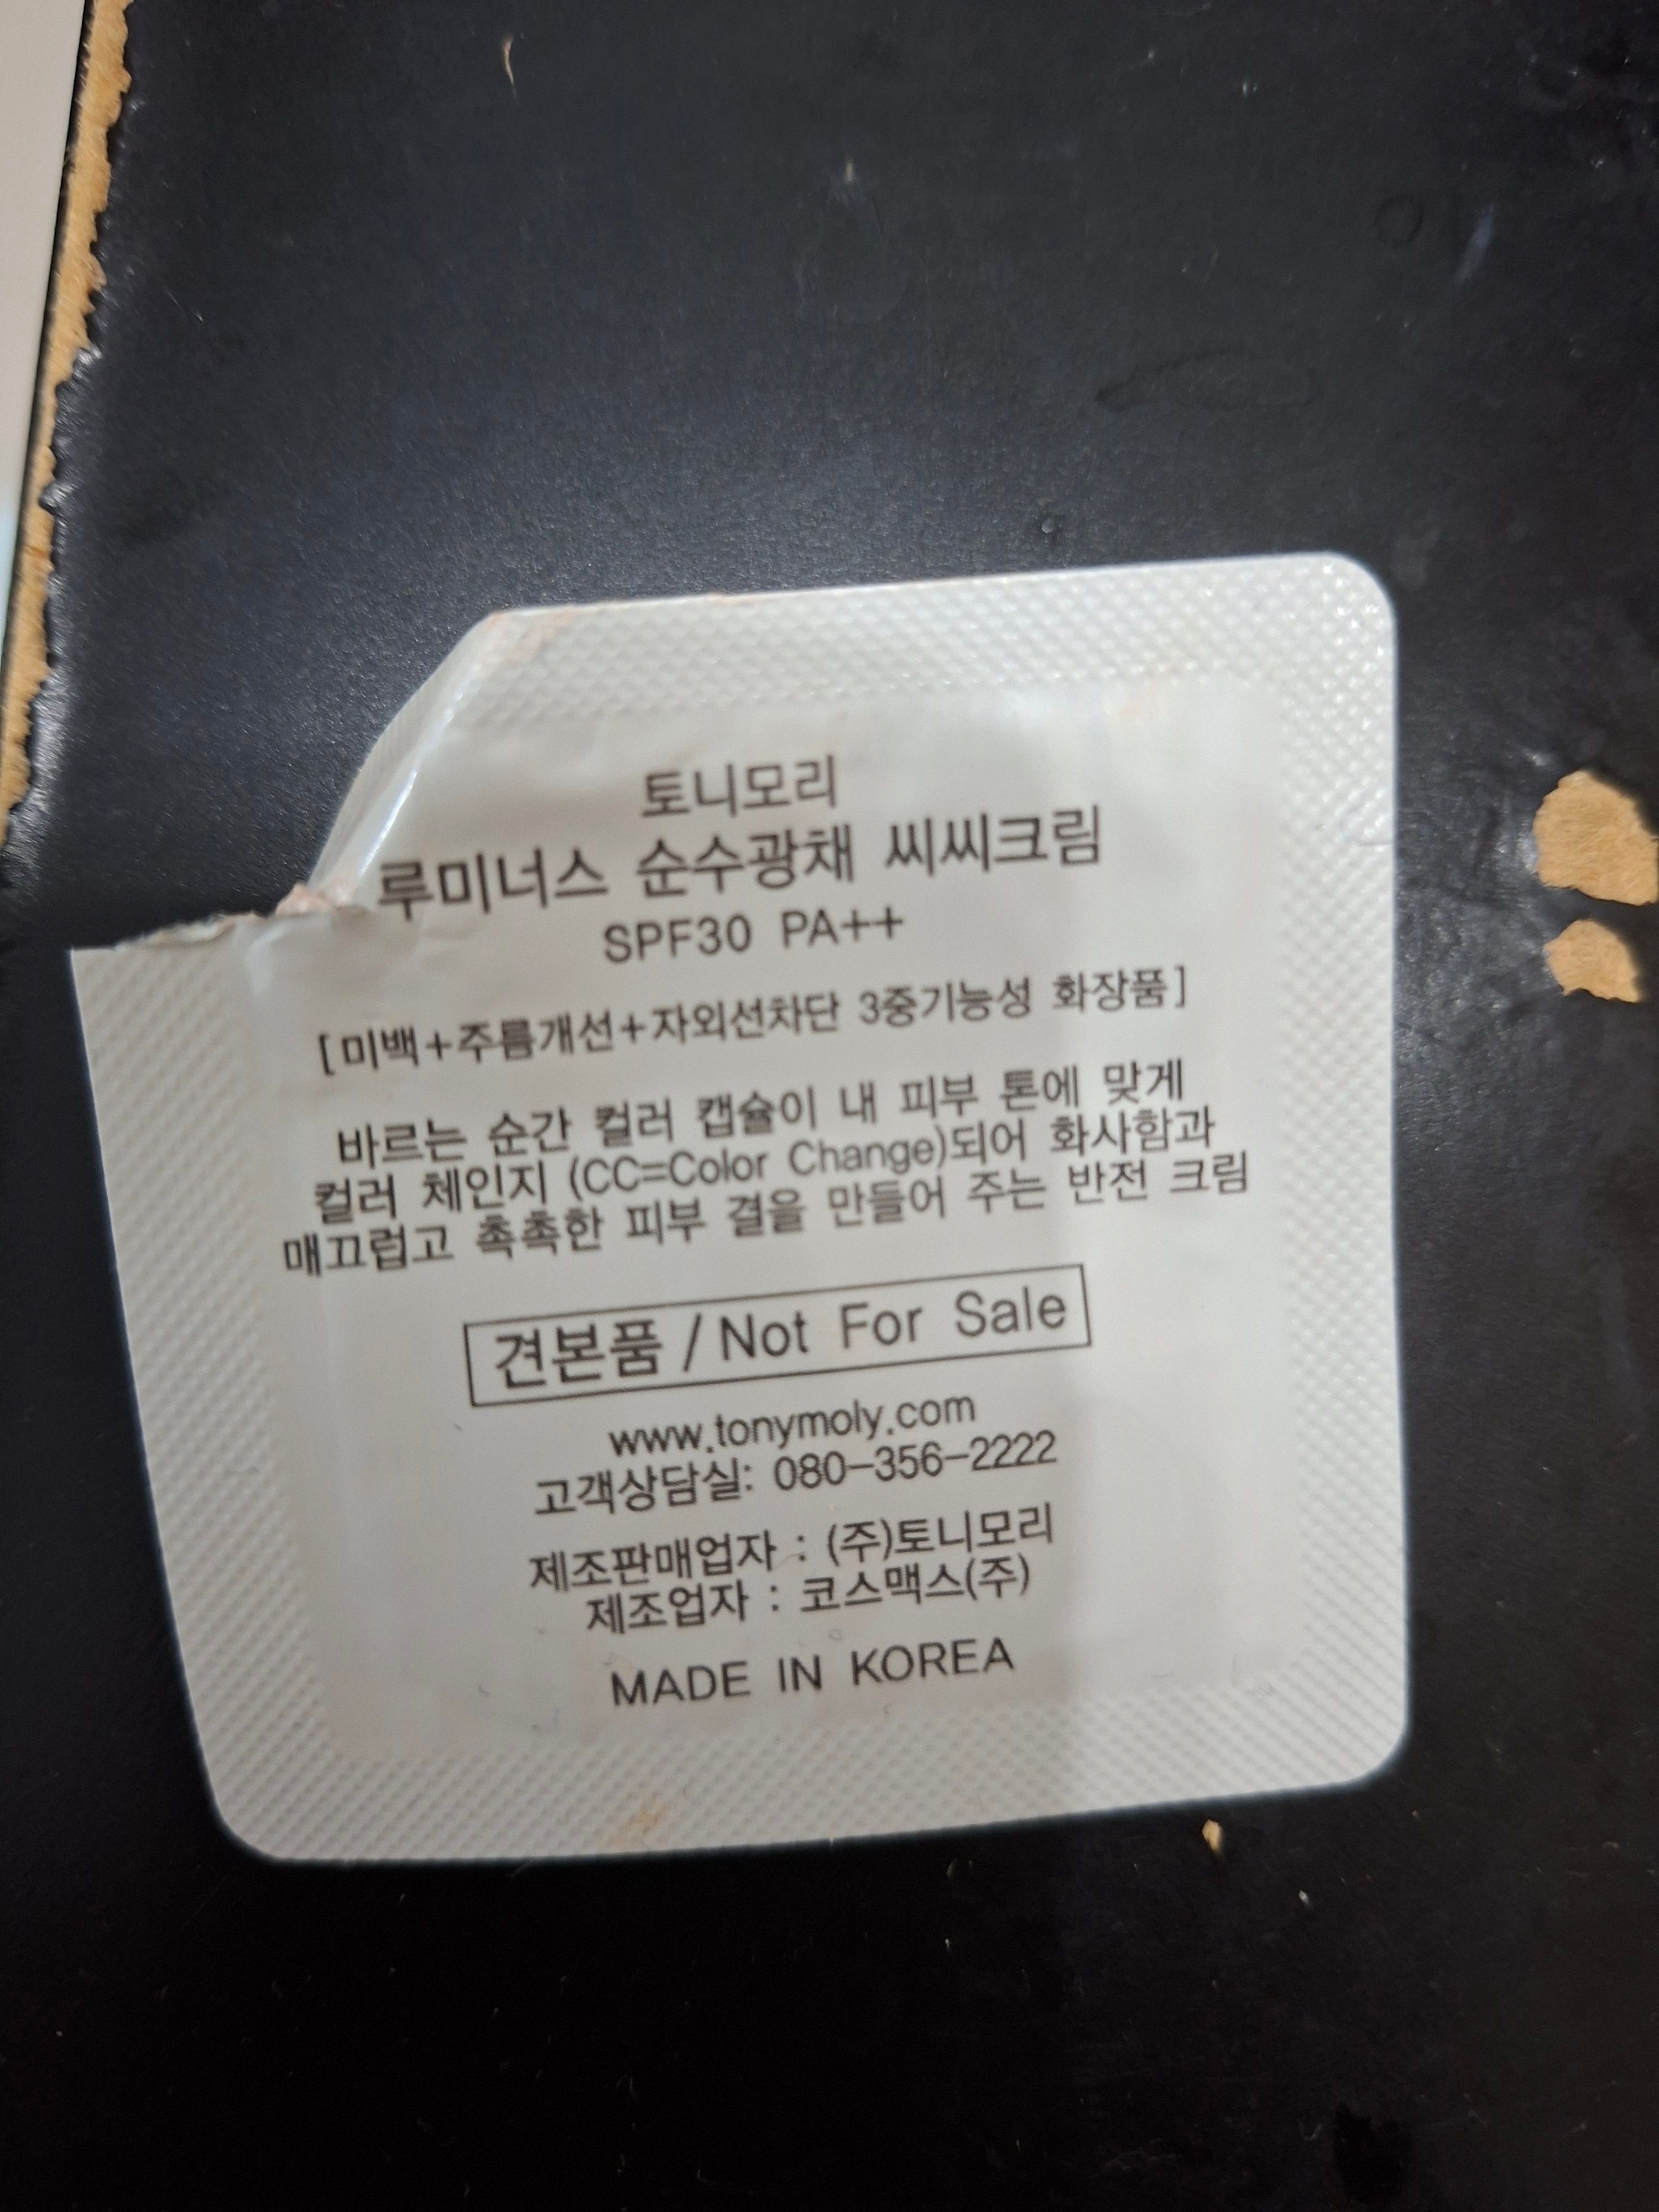 토니모리
루미너스 순수광채 씨씨크림
SPF30 PA++
[미백+주름개선+자외선차단 3중기능성 화장품]
바르는 순간 컬러 캡슐이 내 피부 톤에 맞게
컬러 체인지 (CC=Color Change)되어 화사함과
매끄럽고 촉촉한 피부 결을 만들어 주는 반전 크림
견본품 / Not For Sale
www.tonymoly.com
고객상담실: 080-356-2222
제조판매업자 : (주)토니모리
제조업자 : 코스맥스(주)
MADE IN KOREA